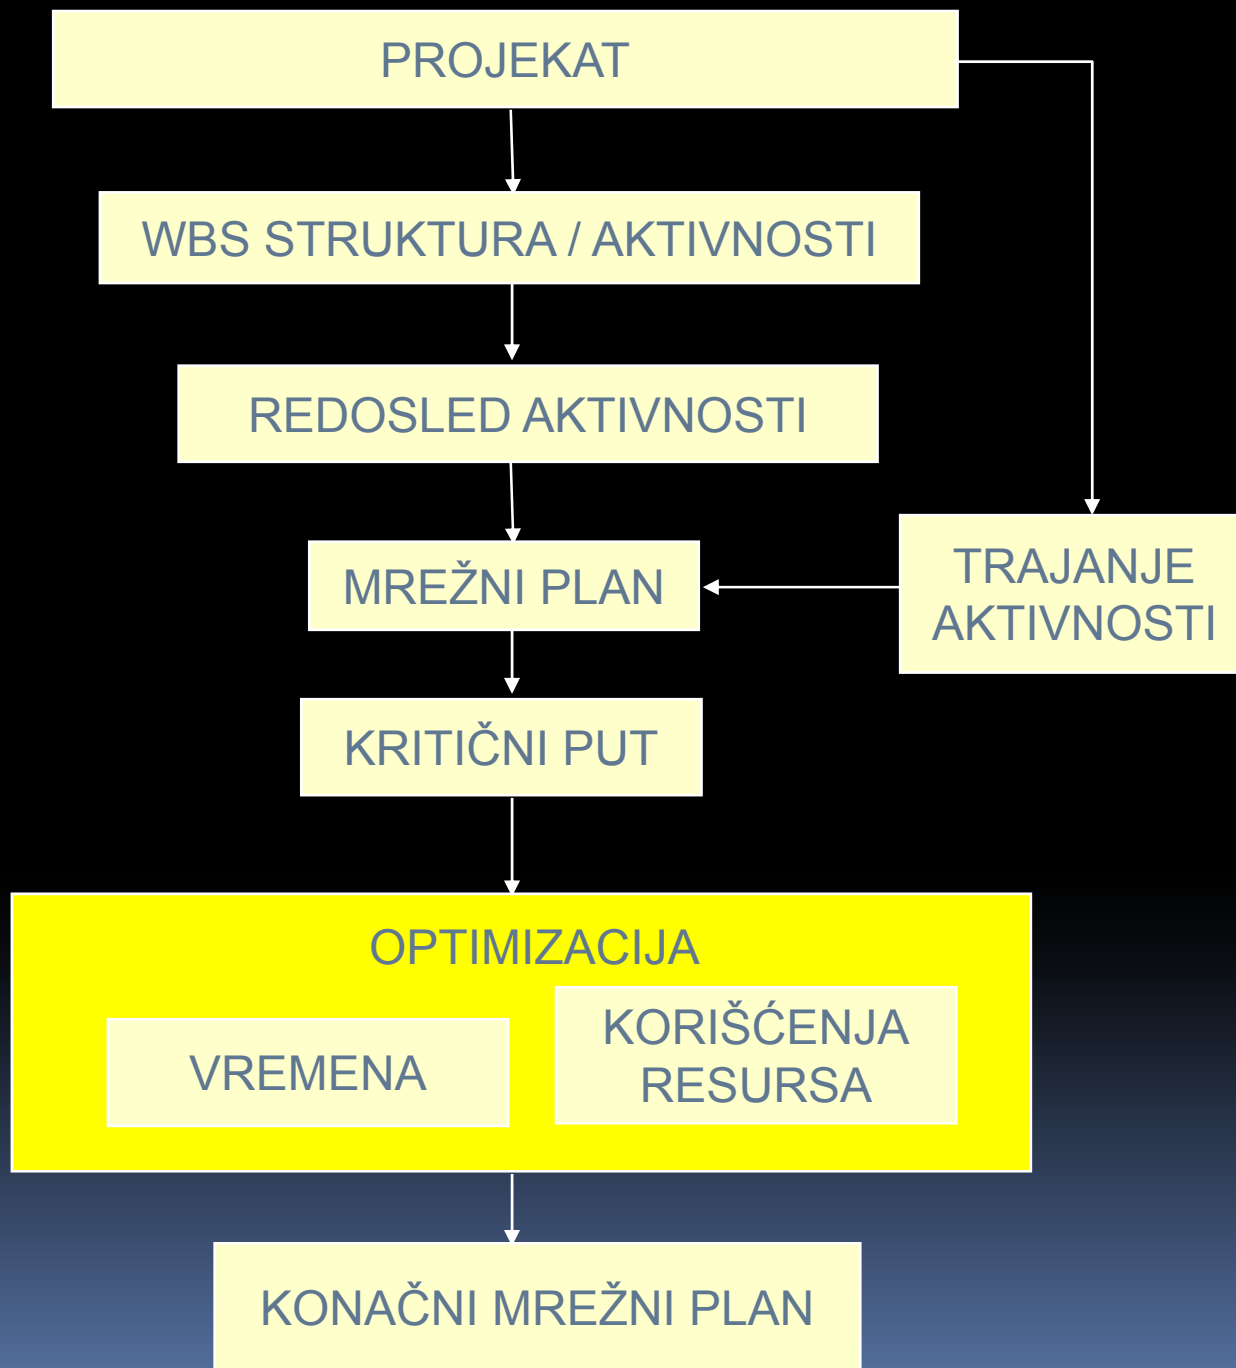 PROJEKAT
WBS STRUKTURA / AKTIVNOSTI
REDOSLED AKTIVNOSTI
MREŽNI PLAN
TRAJANJE
AKTIVNOSTI
KRITIČNI PUT
OPTIMIZACIJA
VREMENA
KORIŠĆENJA
RESURSA
KONAČNI MREŽNI PLAN